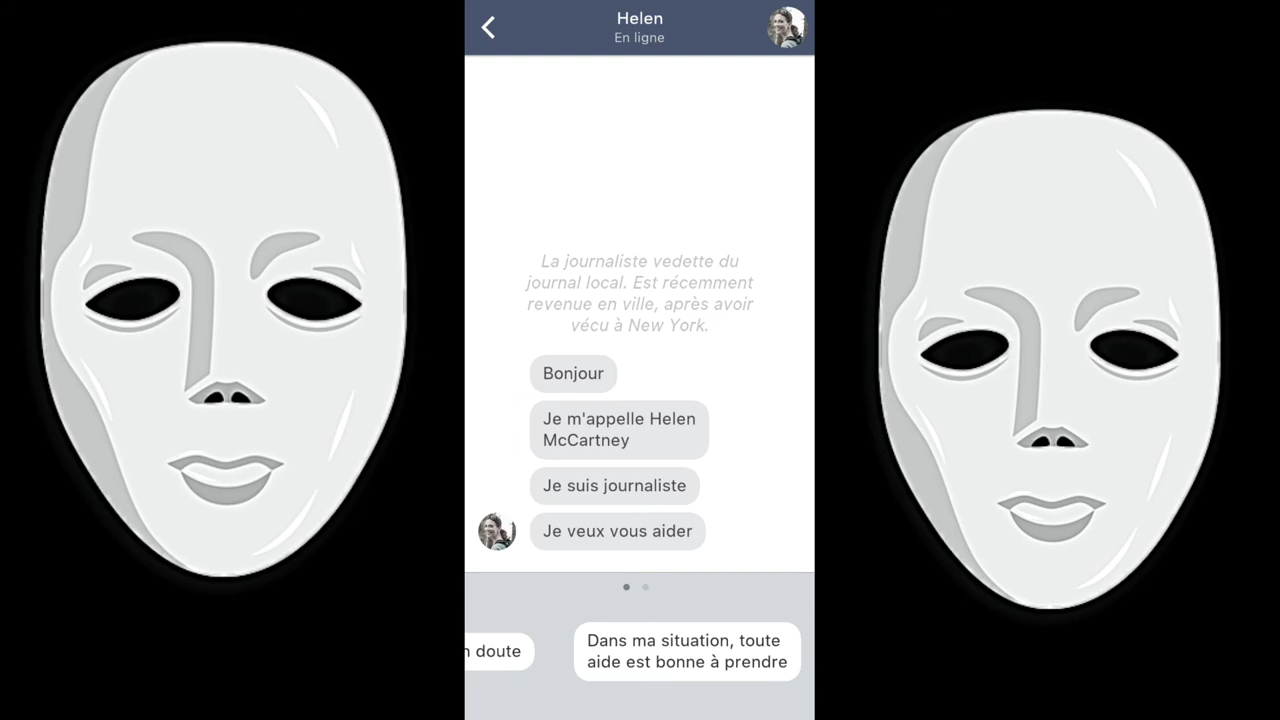 Helen
En ligne
La journaliste vedette du
journal local. Est récemment
revenue en ville, après avoir
vécu à New York.
Bonjour
Je m'appelle Helen
McCartney
Je suis journaliste
Je veux vous aider
doute
Dans ma situation, toute
aide est bonne à prendre